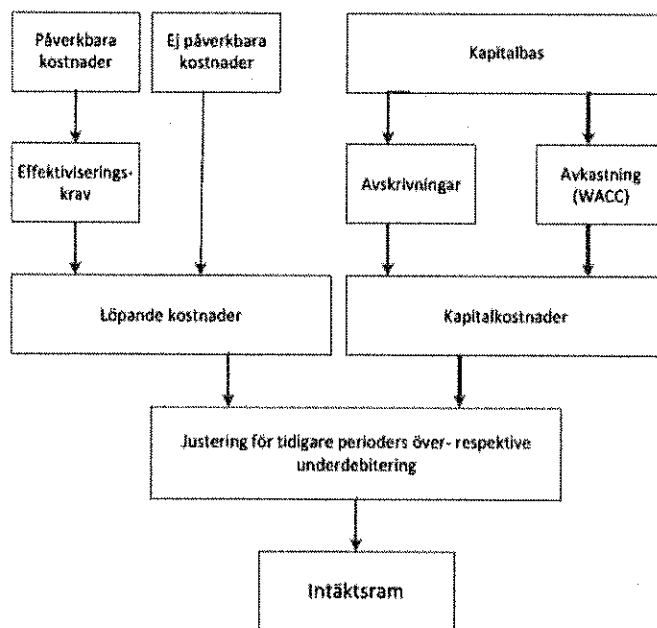 Påverkbara
kostnader
Ej påverkbara
kostnader
Kapitalbas
Effektiviserings-
krav
Avskrivningar
Avkastning
(WACC)
Löpande kostnader
Kapitalkostnader
Justering för tidigare perioders över- respektive
underdebitering
Intäktsram